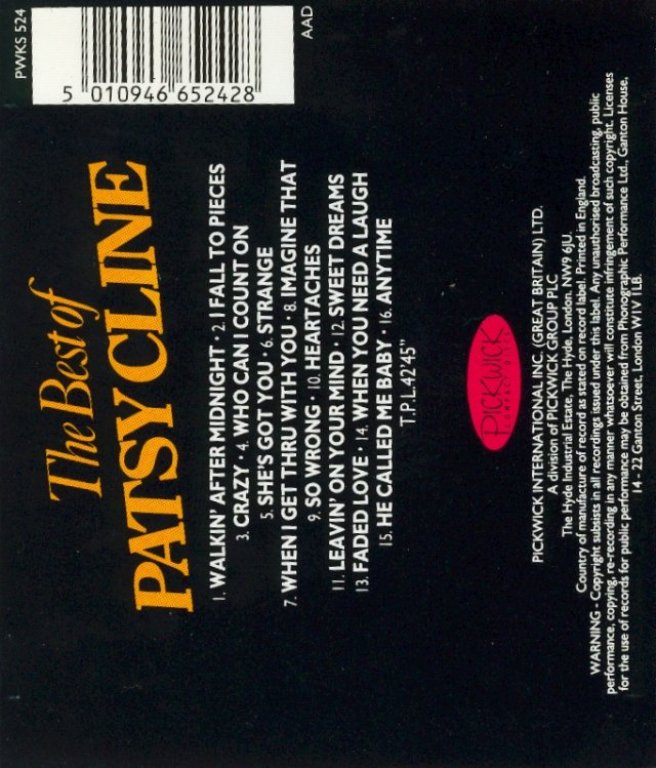 PWKS 524
5 010946 652428
AAD
The Best of
PATSY CLINE
1. WALKIN' AFTER MIDNIGHT · 2. I FALL TO PIECES
3. CRAZY · 4. WHO CAN I COUNT ON
5. SHE'S GOT YOU · 6. STRANGE
7. WHEN I GET THRU WITH YOU · 8. IMAGINE THAT
9. SO WRONG · 10. HEARTACHES
11. LEAVIN' ON YOUR MIND · 12. SWEET DREAMS
13. FADED LOVE · 14. WHEN YOU NEED A LAUGH
15. HE CALLED ME BABY · 16. ANYTIME
T.P.L. 42'45"
PICKWICK
COMPACT DISCS
PICKWICK INTERNATIONAL INC. (GREAT BRITAIN) LTD.
A division of PICKWICK GROUP PLC
The Hyde Industrial Estate, The Hyde, London. NW9 6JU.
Country of manufacture of record as stated on record label. Printed in England.
WARNING - Copyright subsists in all recordings issued under this label. Any unauthorised broadcasting, public
performance, copying, re-recording in any manner whatsoever will constitute infringement of such copyright. Licenses
for the use of records for public performance may be obtained from Phonographic Performance Ltd., Ganton House,
14 - 22 Ganton Street, London W1V 1LB.